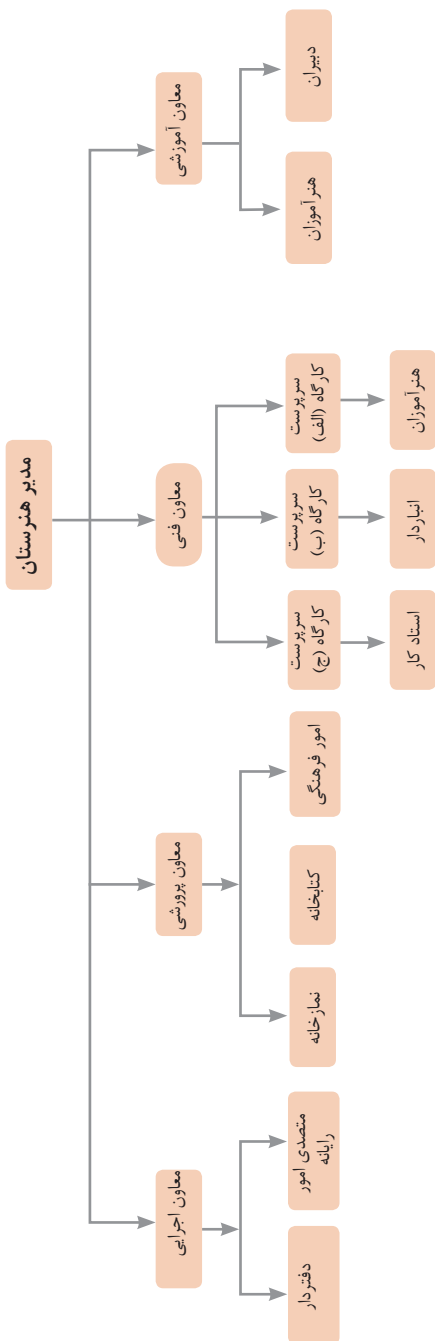 مدیر هنرستان
معاون آموزشی
معاون فنی
معاون پرورشی
معاون اجرایی
دبیران
هنرآموزان
سرپرست
کارگاه (الف)
سرپرست
کارگاه (ب)
سرپرست
کارگاه (ج)
امور فرهنگی
کتابخانه
نمازخانه
متصدی امور
رایانه
دفتردار
هنرآموزان
انباردار
استاد کار